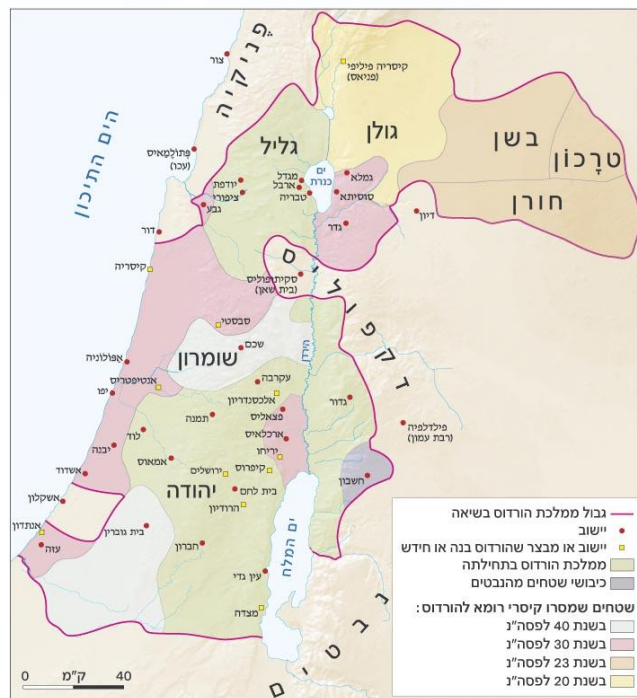 פניקיה
הים התיכון
צור
קיסריה פיליפי
(פניאס)
גולן
בשן
טרָכוֹן
חורן
גליל
פְּתוֹלֶמַאִיס
(עכו)
ים
כנרת
מגדל
ארבל
טבריה
יודפת
ציפורי
גבע
גמלא
סוסיתא
גדר
דיון
דור
קיסריה
סקיתופוליס
(בית שאן)
דקפוליס
סבסטי
שכם
שומרון
הירדן
אפולוניה
אנטיפטריס
יפו
עקרבה
אלכסנדריון
פצאליס
תמנה
גדור
לוד
ארכלאיס
פילדלפיה
(רבת עמון)
יבנה
אמאוס
יריחו
ירושלים
קיפרוס
חשבון
אשדוד
יהודה
בית לחם
הרודיון
אשקלון
ים המלח
אנתדון
עזה
בית גוברין
חברון
עין גדי
מצדה
נבטים
גבול ממלכת הורדוס בשיאה
יישוב
יישוב או מבצר שהורדוס בנה או חידש
ממלכת הורדוס בתחילתה
כיבושי שטחים מהנבטים
שטחים שמסרו קיסרי רומא להורדוס:
בשנת 40 לפסה"נ
בשנת 30 לפסה"נ
בשנת 23 לפסה"נ
בשנת 20 לפסה"נ
0 ק"מ 40